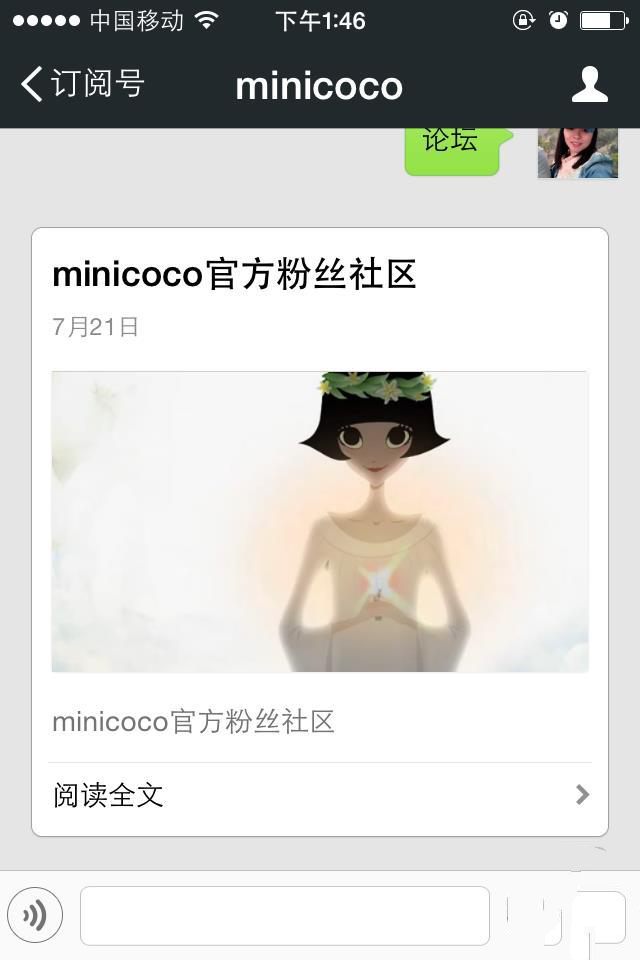 中国移动 下午1:46
订阅号 minicoco
论坛
minicoco官方粉丝社区
7月21日
minicoco官方粉丝社区
阅读全文